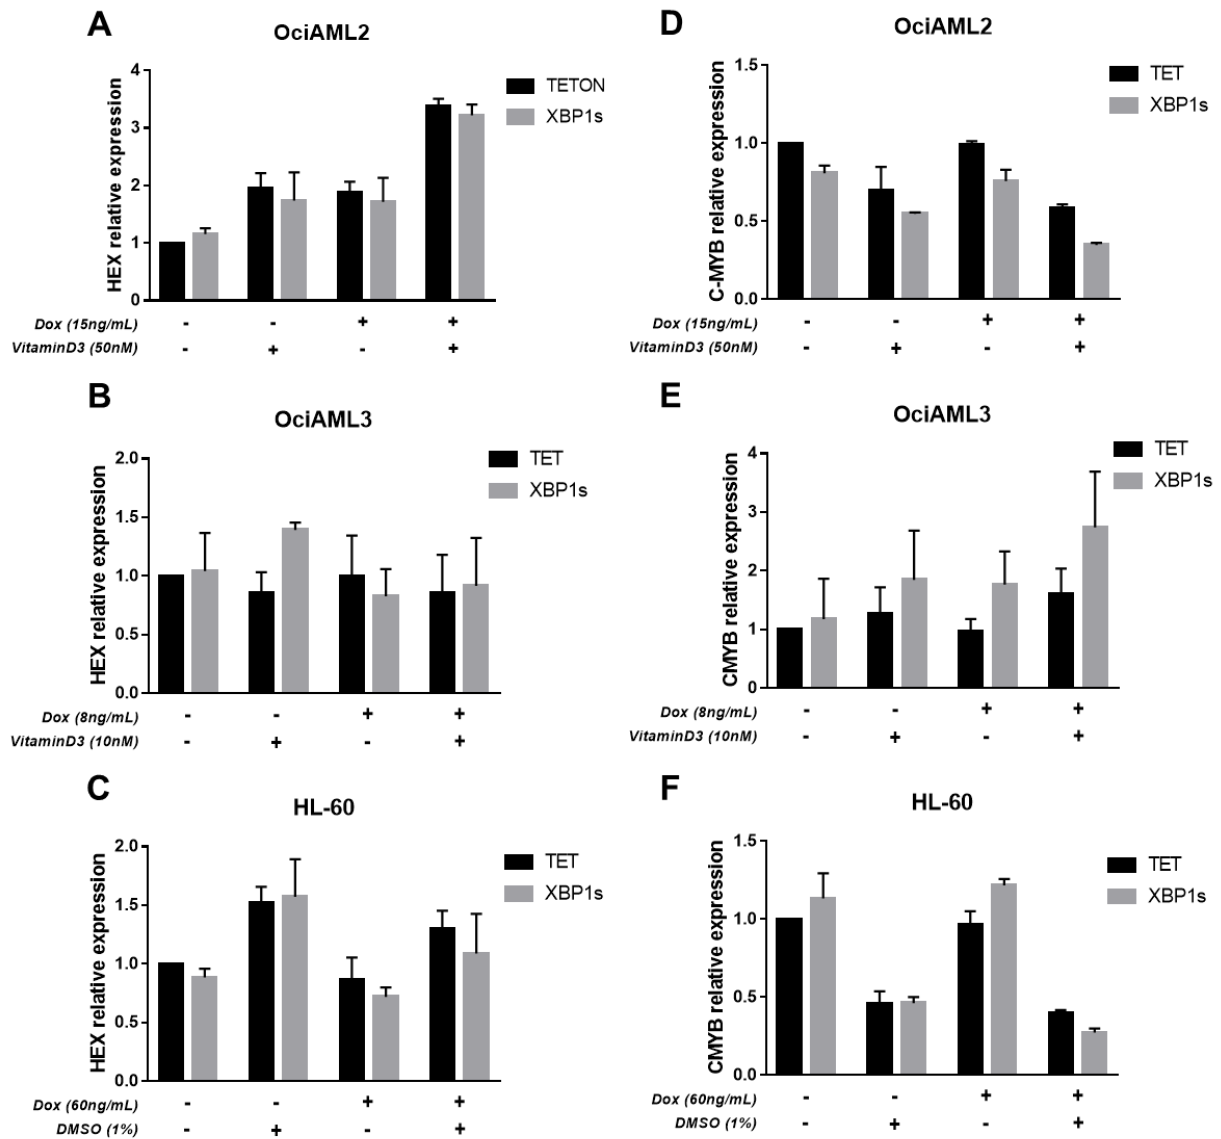 A
OciAML2
HEX relative expression
4
3
2
1
0
TETON
XBP1s
Dox (15ng/mL) - - + +
VitaminD3 (50nM) - + - +
D
OciAML2
C-MYB relative expression
1.5
1.0
0.5
0.0
TET
XBP1s
Dox (15ng/mL) - - + +
VitaminD3 (50nM) - + - +
B
OciAML3
HEX relative expression
2.0
1.5
1.0
0.5
0.0
TET
XBP1s
Dox (8ng/mL) - - + +
VitaminD3 (10nM) - + - +
E
OciAML3
CMYB relative expression
4
3
2
1
0
TET
XBP1s
Dox (8ng/mL) - - + +
VitaminD3 (10nM) - + - +
C
HL-60
HEX relative expression
2.0
1.5
1.0
0.5
0.0
TET
XBP1s
Dox (60ng/mL) - - + +
DMSO (1%) - + - +
F
HL-60
CMYB relative expression
1.5
1.0
0.5
0.0
TET
XBP1s
Dox (60ng/mL) - - + +
DMSO (1%) - + - +